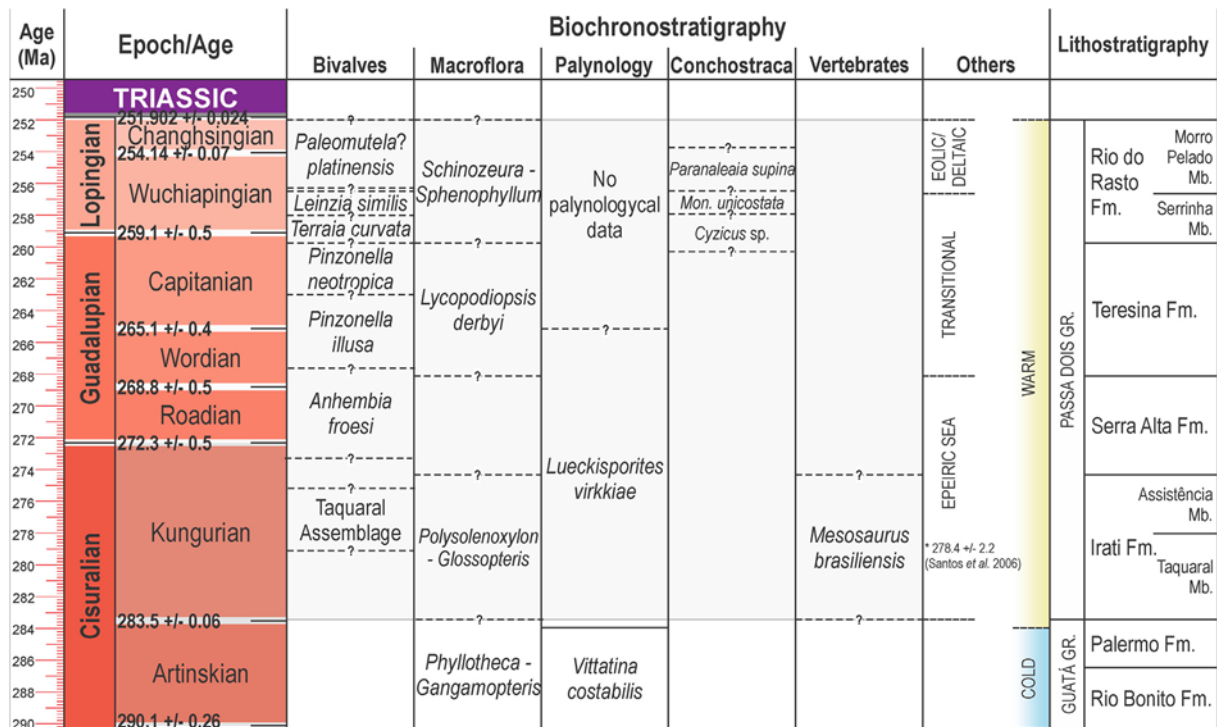 Age
(Ma)
Epoch/Age
Biochronostratigraphy
Lithostratigraphy
Bivalves
Macroflora
Palynology
Conchostraca
Vertebrates
Others
250
252
254
256
258
260
262
264
266
268
270
272
274
276
278
280
282
284
286
288
290
TRIASSIC
251.902 +/- 0.024
Lopingian
Changhsingian
254.14 +/- 0.07
Wuchiapingian
259.1 +/- 0.5
Guadalupian
Capitanian
265.1 +/- 0.4
Wordian
268.8 +/- 0.5
Roadian
272.3 +/- 0.5
Cisuralian
Kungurian
283.5 +/- 0.06
Artinskian
290.1 +/- 0.26
?
Paleomutela?
platinensis
?
?
Leinzia similis
?
Terraia curvata
?
Pinzonella
neotropica
?
Pinzonella
illusa
?
Anhembia
froesi
?
?
Taquaral
Assemblage
?
?
Schinozeura -
Sphenophyllum
?
Lycopodiopsis
derbyi
?
?
Polysolenoxylon
- Glossopteris
?
Phyllotheca -
Gangamopteris
No
palynologycal
data
?
Lueckisporites
virkkiae
Vittatina
costabilis
?
Paranaleaia supina
?
Mon. unicostata
?
Cyzicus sp.
?
?
Mesosaurus
brasiliensis
?
EOLIC/
DELTAIC
TRANSITIONAL
EPEIRIC SEA
* 278.4 +/- 2.2
(Santos et al. 2006)
WARM
COLD
PASSA DOIS GR.
GUATÁ GR.
Rio do
Rasto
Fm.
Morro
Pelado
Mb.
Serrinha
Mb.
Teresina Fm.
Serra Alta Fm.
Assistência
Mb.
Irati Fm.
Taquaral
Mb.
Palermo Fm.
Rio Bonito Fm.